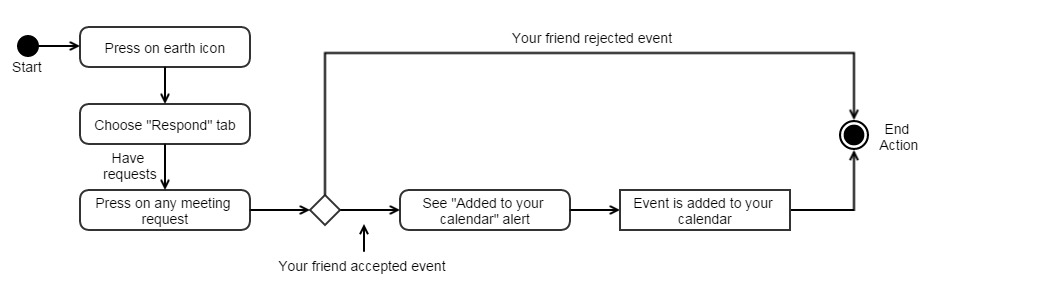 Your friend rejected event
Press on earth icon
Start
Choose "Respond" tab
End
Action
Have
requests
Press on any meeting
request
See "Added to your
calendar" alert
Event is added to your
calendar
Your friend accepted event